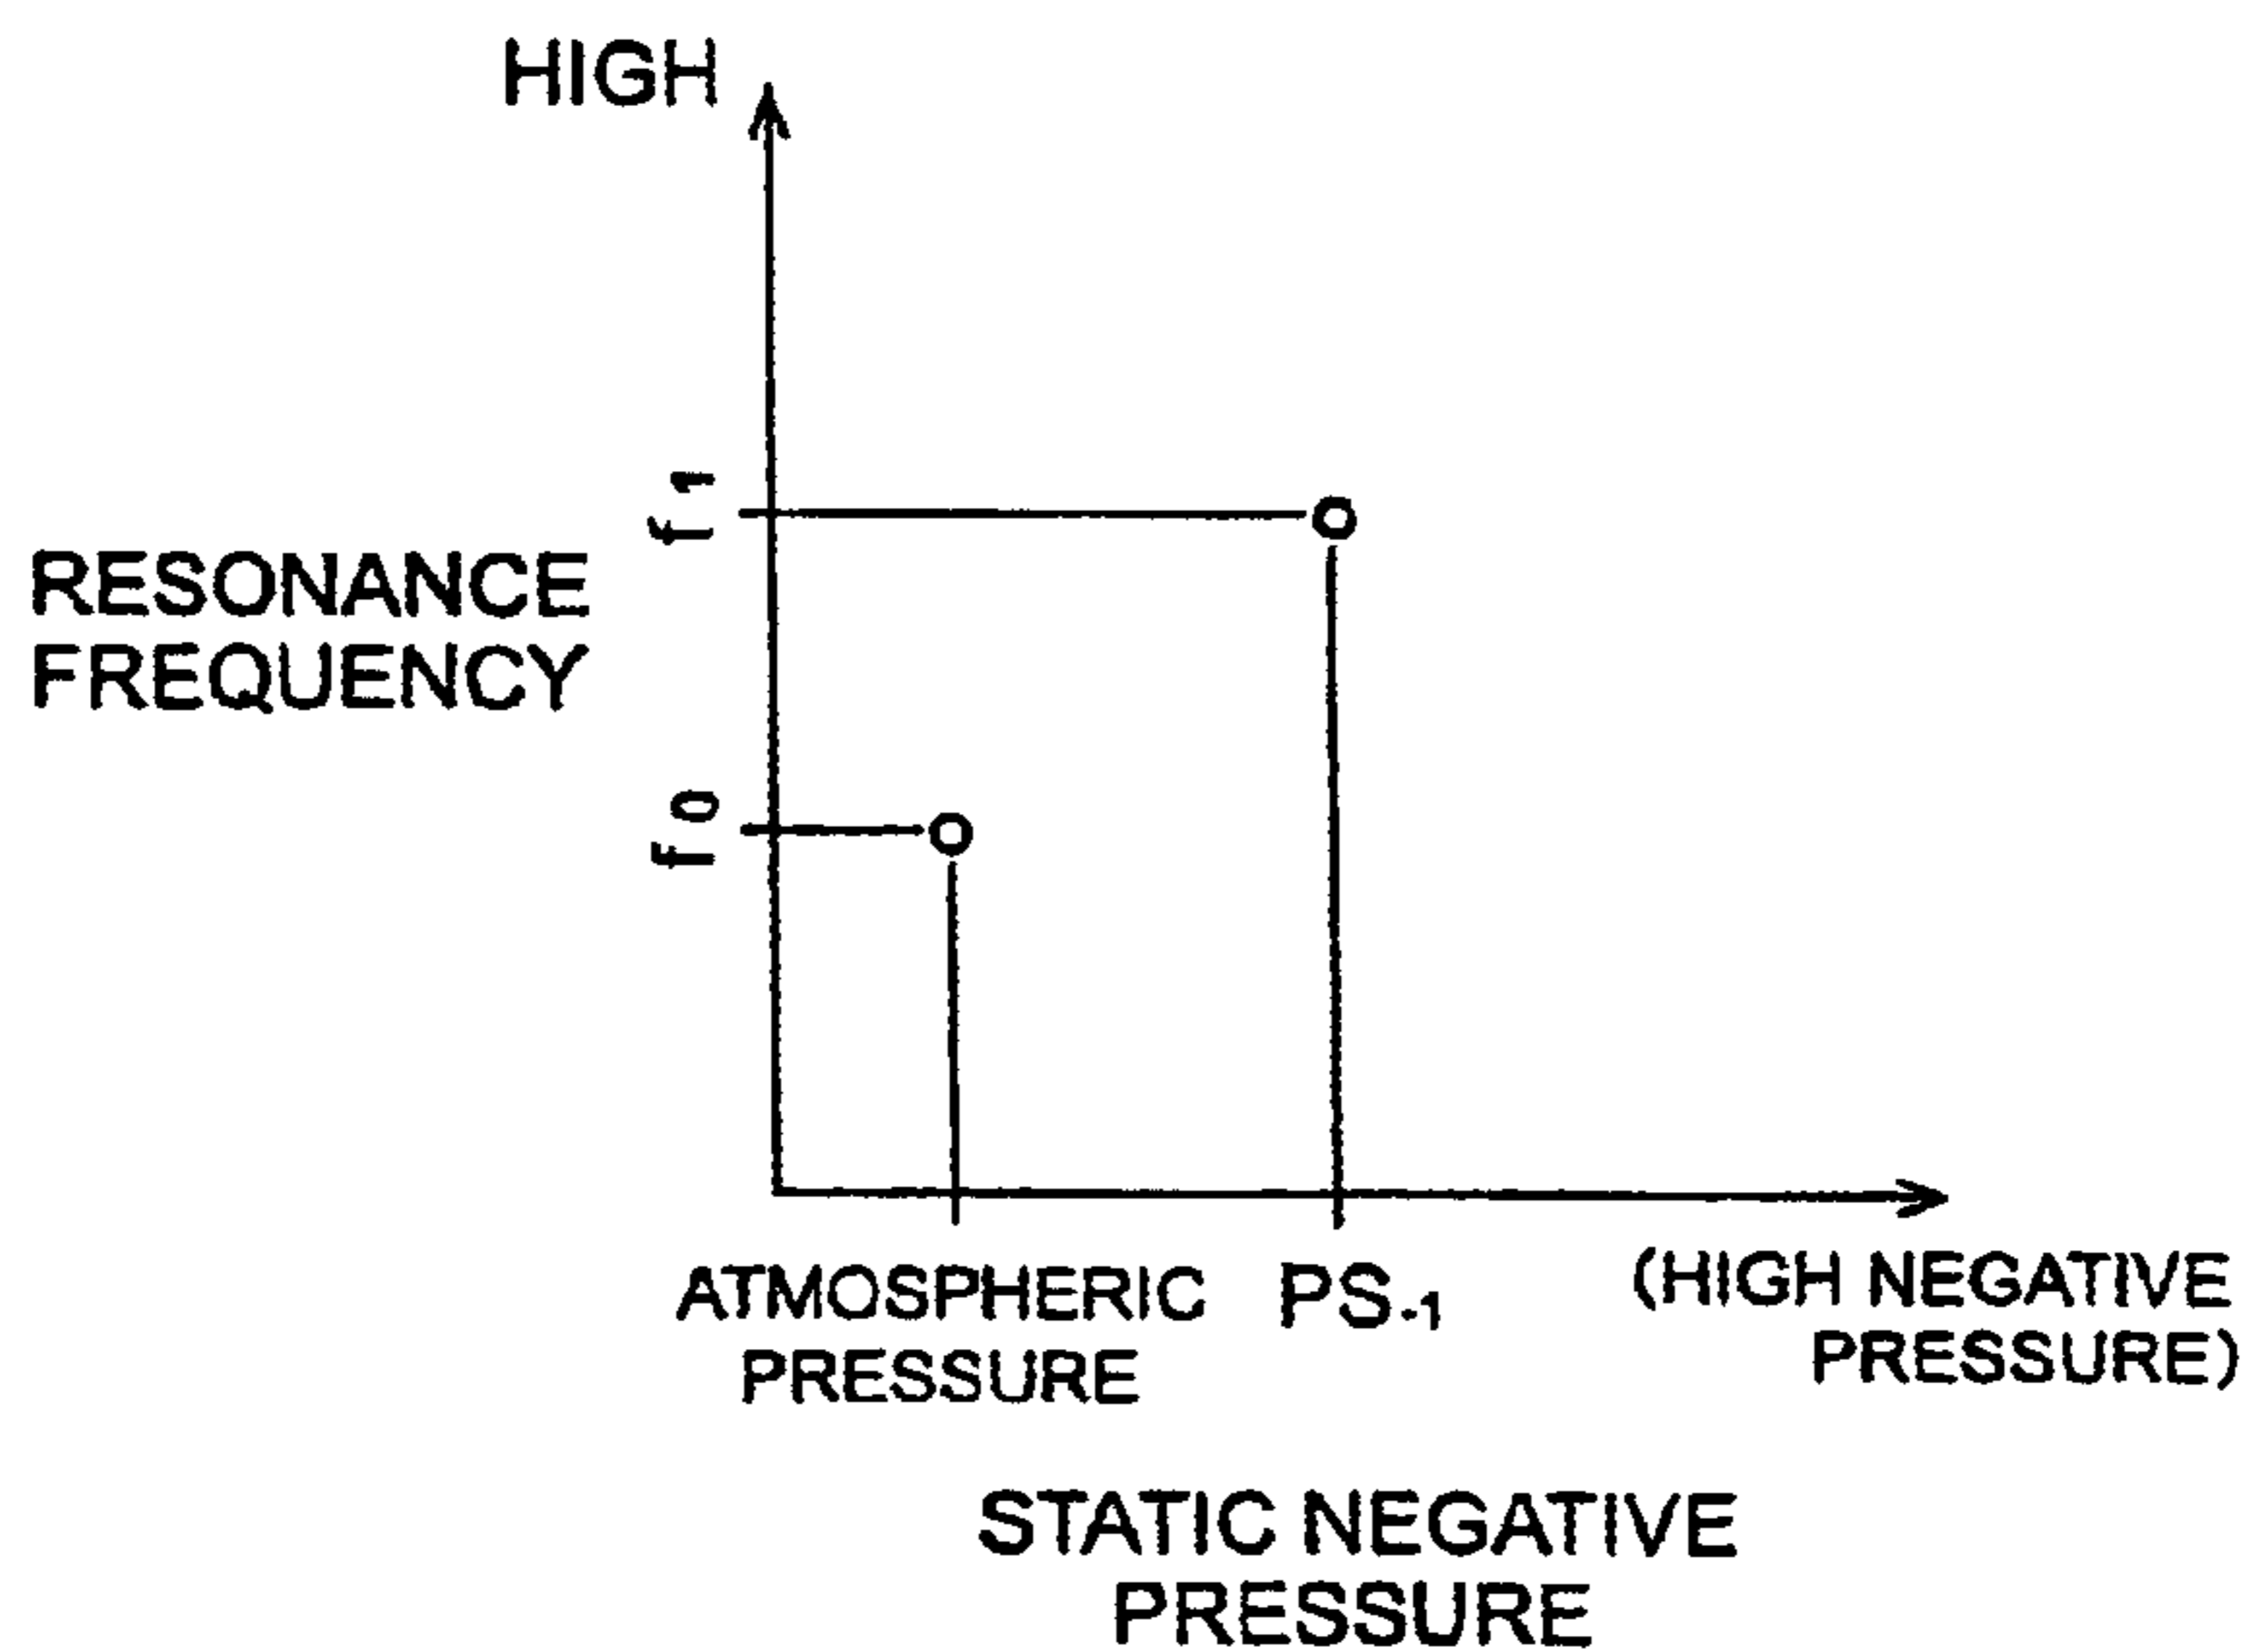 HIGH
f1
RESONANCE
FREQUENCY
f0
ATMOSPHERIC
PRESSURE
PS-1
(HIGH NEGATIVE
PRESSURE)
STATIC NEGATIVE
PRESSURE